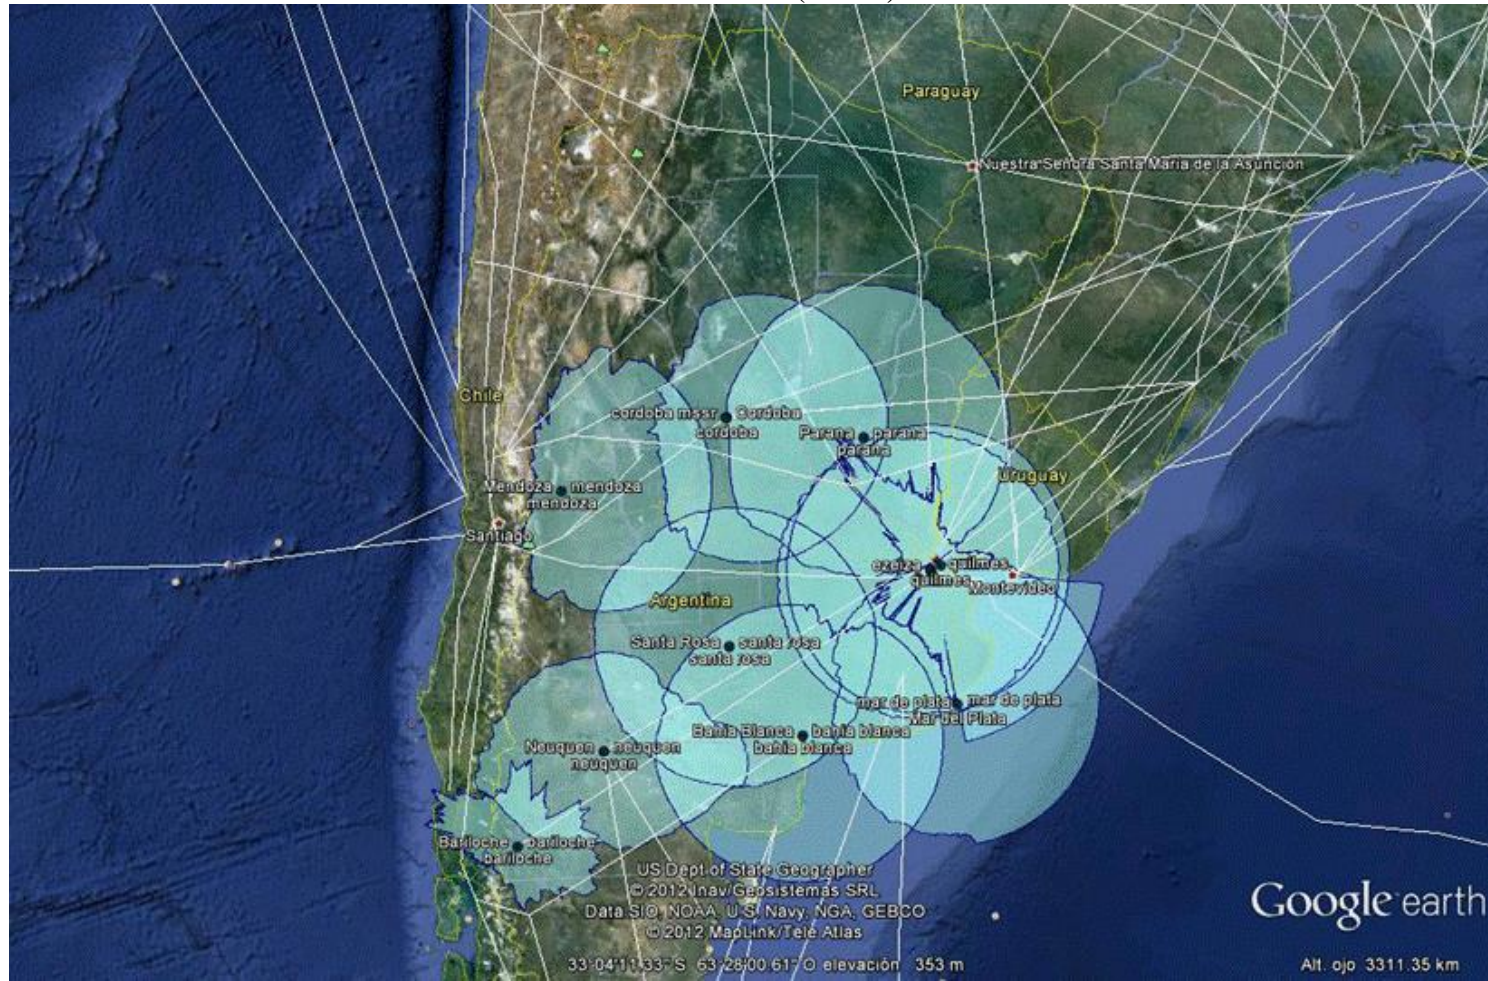 Paraguay
Nuestra Señora Santa Maria de la Asunción
Chile
cordoba mssr Cordoba
cordoba
Parana parana
parana
Uruguay
Mendoza mendoza
mendoza
Santiago
ezeiza quilmes
quilmes
Montevideo
Argentina
Santa Rosa santa rosa
santa rosa
mar de plata mar de plata
Mar del Plata
Bahia Blanca bahia blanca
bahia blanca
Neuquen neuquen
neuquen
Bariloche bariloche
bariloche
US Dept of State Geographer
© 2012 Inav/Geosistemas SRL
Data SIO, NOAA, U.S. Navy, NGA, GEBCO
© 2012 MapLink/Tele Atlas
Google earth
33°04'11.33" S 63°28'00.61" O elevación 353 m
Alt. ojo 3311.35 km